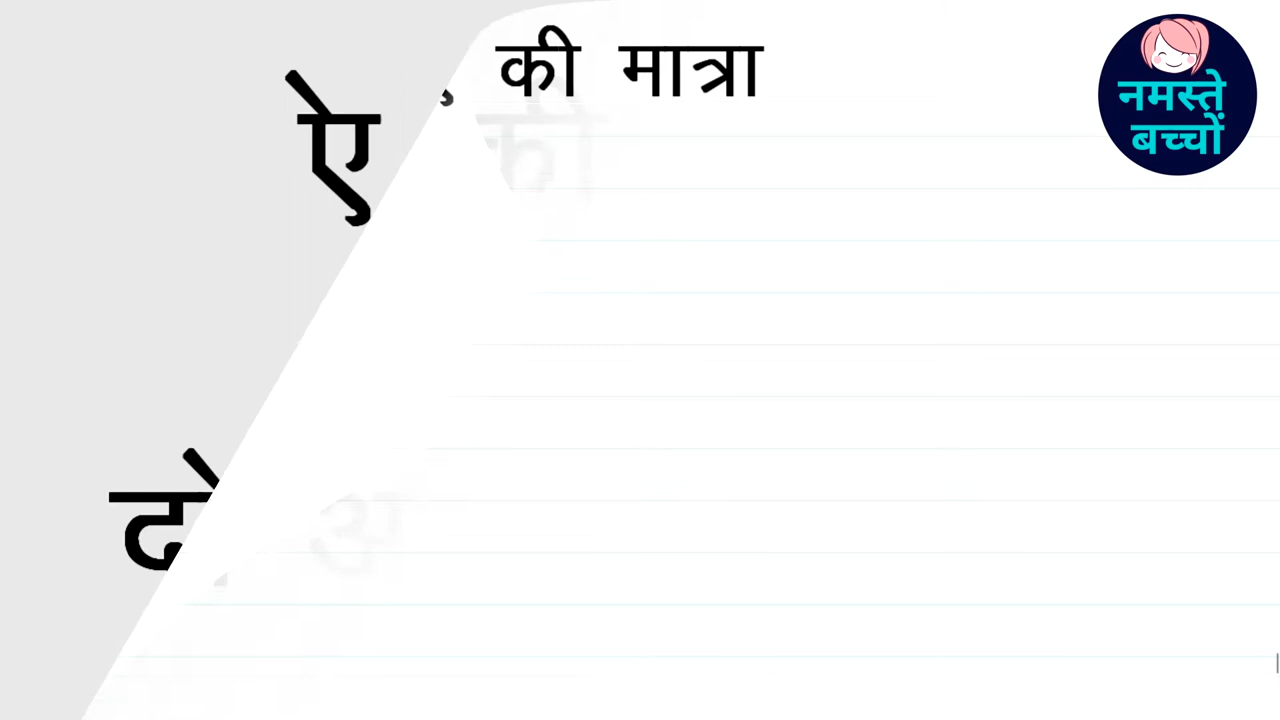 की मात्रा
ऐ की
नमस्ते
बच्चों